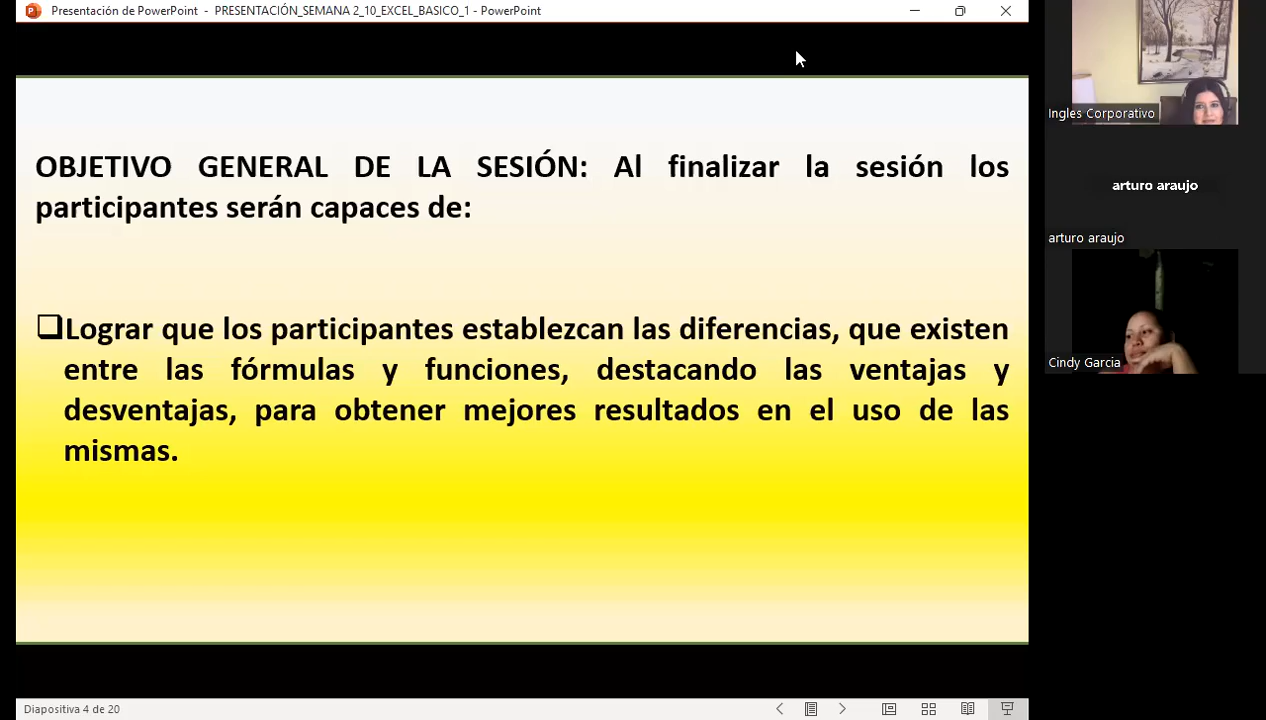 Presentación de PowerPoint - PRESENTACIÓN_SEMANA 2_10_EXCEL_BASICO_1 - PowerPoint
OBJETIVO GENERAL DE LA SESIÓN: Al finalizar la sesión los
participantes serán capaces de:
Lograr que los participantes establezcan las diferencias, que existen
entre las fórmulas y funciones, destacando las ventajas y
desventajas, para obtener mejores resultados en el uso de las
mismas.
Diapositiva 4 de 20
Ingles Corporativo
arturo araujo
arturo araujo
Cindy Garcia